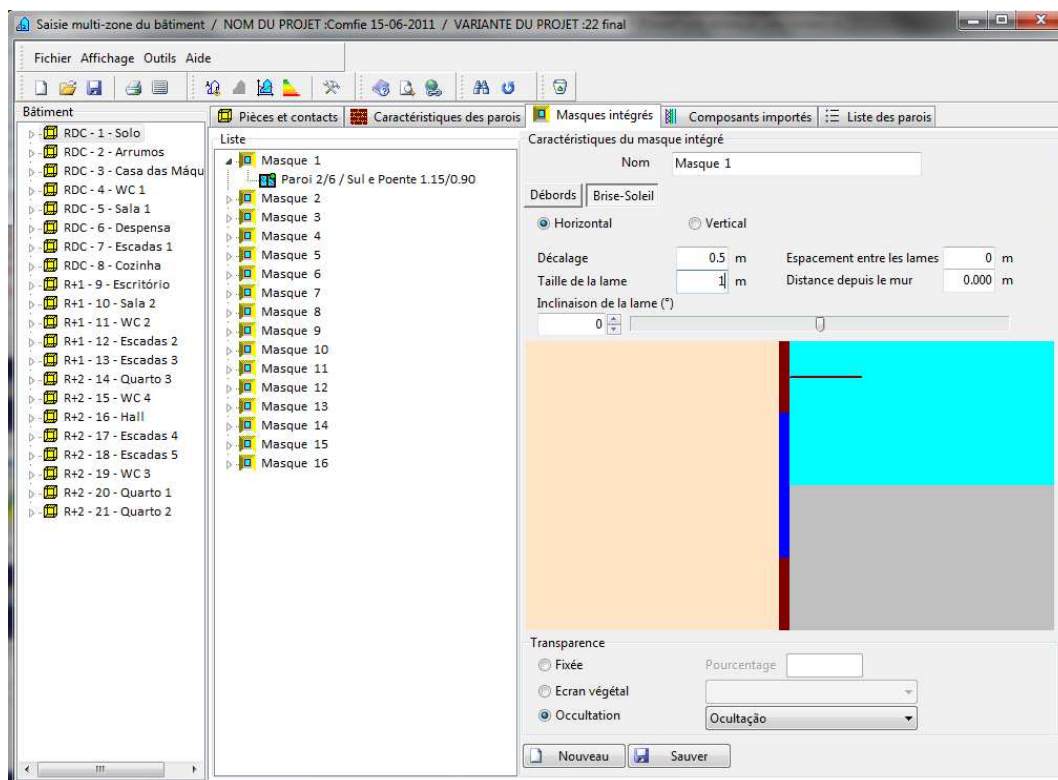 Saisie multi-zone du bâtiment / NOM DU PROJET :Comfie 15-06-2011 / VARIANTE DU PROJET :22 final
Fichier Affichage Outils Aide
Bâtiment
RDC - 1 - Solo
RDC - 2 - Arrumos
RDC - 3 - Casa das Máqu
RDC - 4 - WC 1
RDC - 5 - Sala 1
RDC - 6 - Despensa
RDC - 7 - Escadas 1
RDC - 8 - Cozinha
R+1 - 9 - Escritório
R+1 - 10 - Sala 2
R+1 - 11 - WC 2
R+1 - 12 - Escadas 2
R+1 - 13 - Escadas 3
R+2 - 14 - Quarto 3
R+2 - 15 - WC 4
R+2 - 16 - Hall
R+2 - 17 - Escadas 4
R+2 - 18 - Escadas 5
R+2 - 19 - WC 3
R+2 - 20 - Quarto 1
R+2 - 21 - Quarto 2
Pièces et contacts Caractéristiques des parois Masques intégrés Composants importés Liste des parois
Liste
Masque 1
Paroi 2/6 / Sul e Poente 1.15/0.90
Masque 2
Masque 3
Masque 4
Masque 5
Masque 6
Masque 7
Masque 8
Masque 9
Masque 10
Masque 11
Masque 12
Masque 13
Masque 14
Masque 15
Masque 16
Caractéristiques du masque intégré
Nom Masque 1
Débords Brise-Soleil
Horizontal Vertical
Décalage 0.5 m Espacement entre les lames 0 m
Taille de la lame 1 m Distance depuis le mur 0.000 m
Inclinaison de la lame (°)
0
Transparence
Fixée Pourcentage
Ecran végétal
Occultation Ocultação
Nouveau Sauver